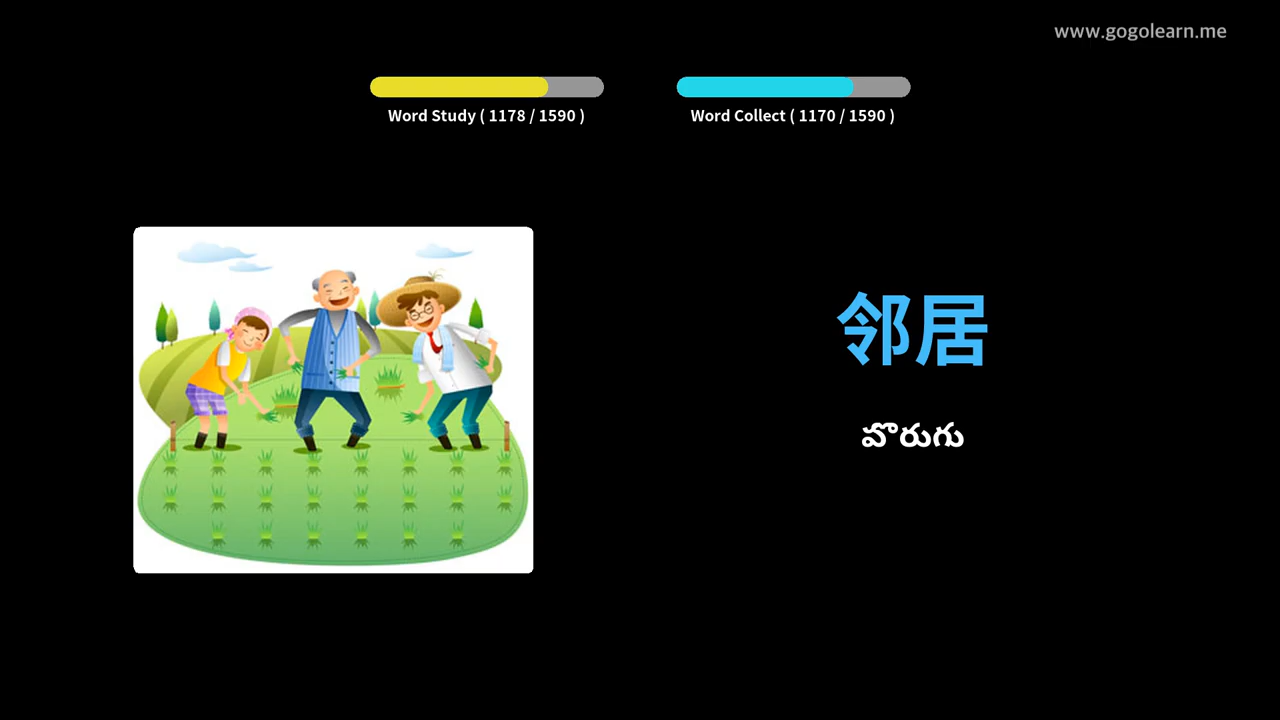 www.gogolearn.me
Word Study ( 1178 / 1590 )
Word Collect ( 1170 / 1590 )
邻居
పొరుగు